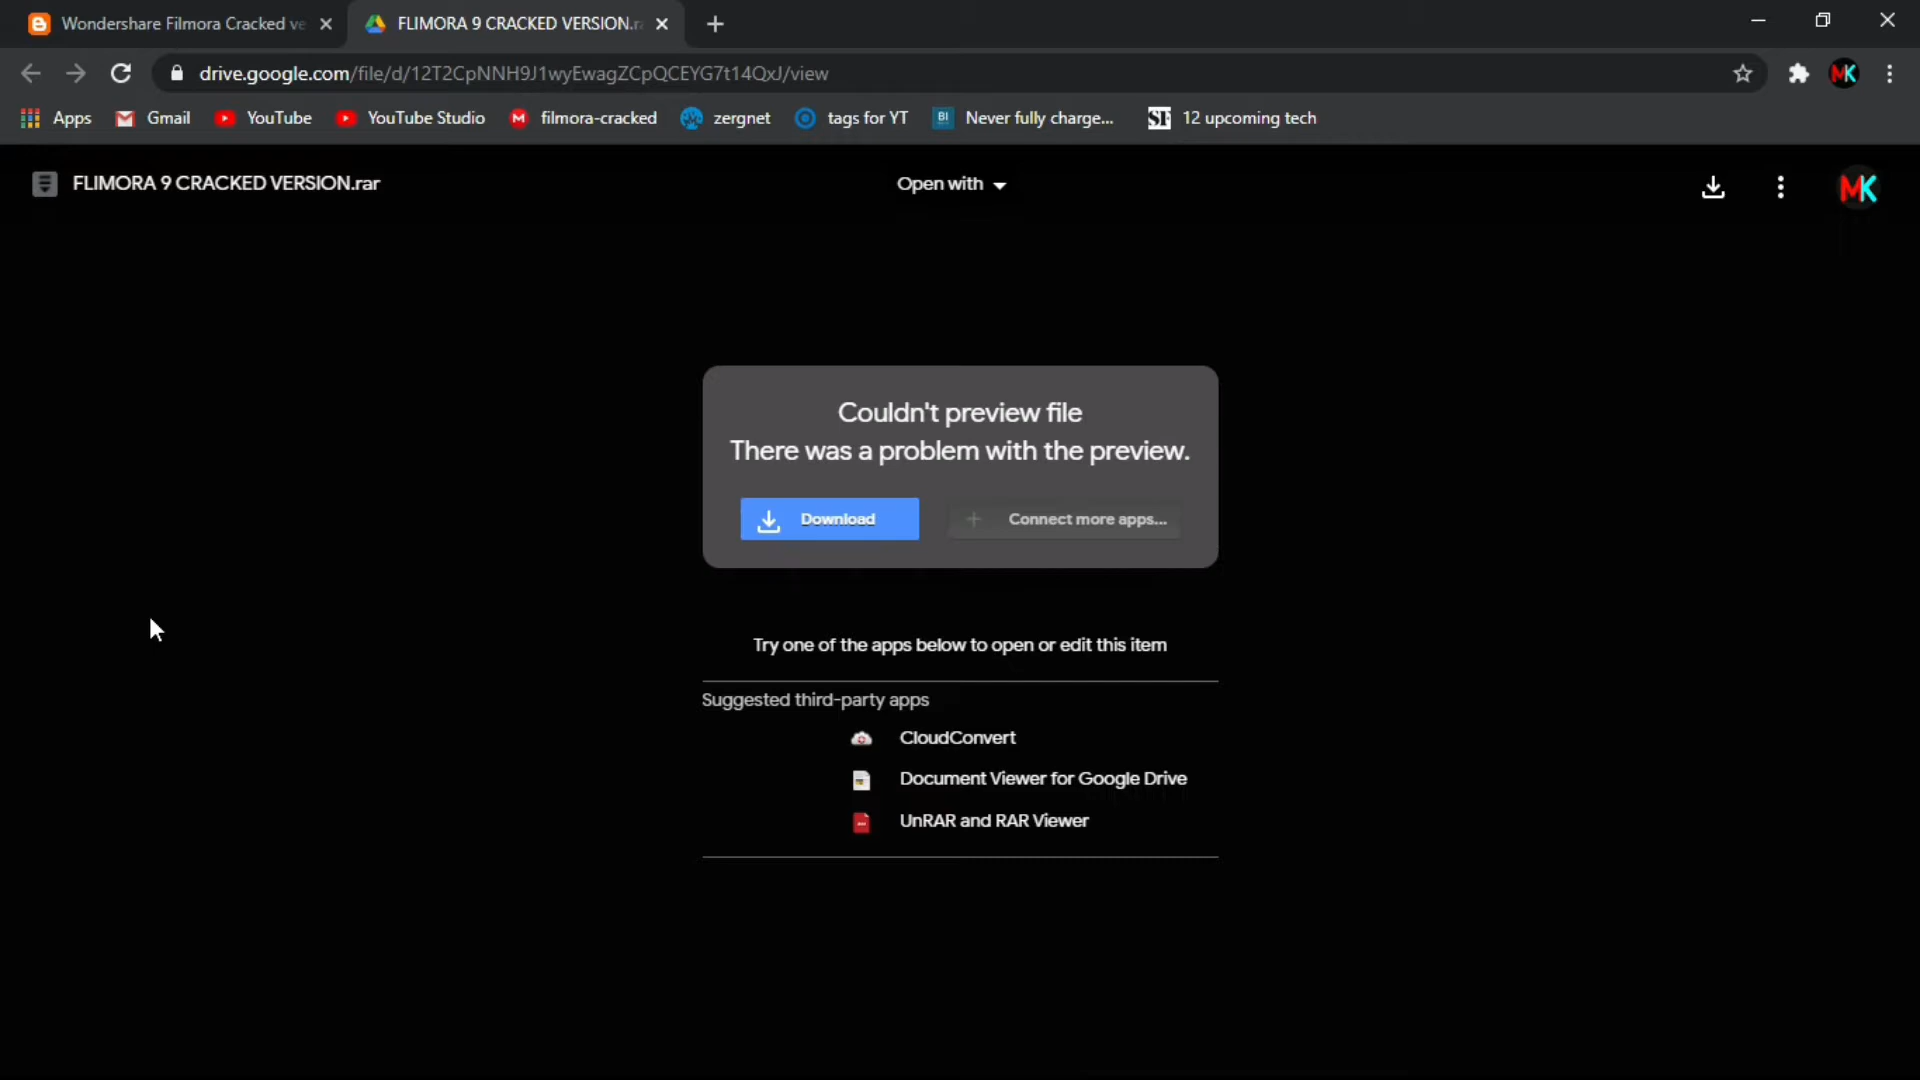 Wondershare Filmora Cracked ve
FLIMORA 9 CRACKED VERSION.r
drive.google.com/file/d/12T2CpNNH9J1wyEwagZCpQCEYG7t14QxJ/view
MK
Apps
Gmail
YouTube
YouTube Studio
M filmora-cracked
zergnet
tags for YT
BI Never fully charge...
SE 12 upcoming tech
FLIMORA 9 CRACKED VERSION.rar
Open with
MK
Couldn't preview file
There was a problem with the preview.
Download
+ Connect more apps...
Try one of the apps below to open or edit this item
Suggested third-party apps
CloudConvert
Document Viewer for Google Drive
UnRAR and RAR Viewer